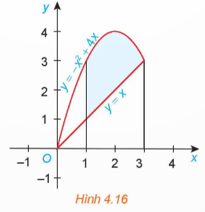 y
4
3
2
1
y = –x² + 4x
y = x
O
–1
1
2
3
4
x
–1
Hình 4.16